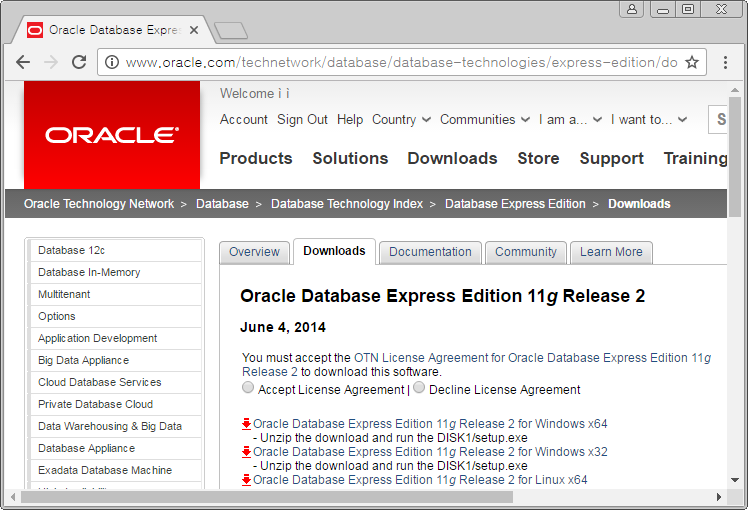 Oracle Database Expre
www.oracle.com/technetwork/database/database-technologies/express-edition/do
ORACLE
Welcome i i
Account Sign Out Help Country Communities I am a... I want to...
Products Solutions Downloads Store Support Training
Oracle Technology Network > Database > Database Technology Index > Database Express Edition > Downloads
Database 12c
Database In-Memory
Multitenant
Options
Application Development
Big Data Appliance
Cloud Database Services
Private Database Cloud
Data Warehousing & Big Data
Database Appliance
Exadata Database Machine
Overview Downloads Documentation Community Learn More
Oracle Database Express Edition 11g Release 2
June 4, 2014
You must accept the OTN License Agreement for Oracle Database Express Edition 11g
Release 2 to download this software.
Accept License Agreement | Decline License Agreement
Oracle Database Express Edition 11g Release 2 for Windows x64
- Unzip the download and run the DISK1/setup.exe
Oracle Database Express Edition 11g Release 2 for Windows x32
- Unzip the download and run the DISK1/setup.exe
Oracle Database Express Edition 11g Release 2 for Linux x64